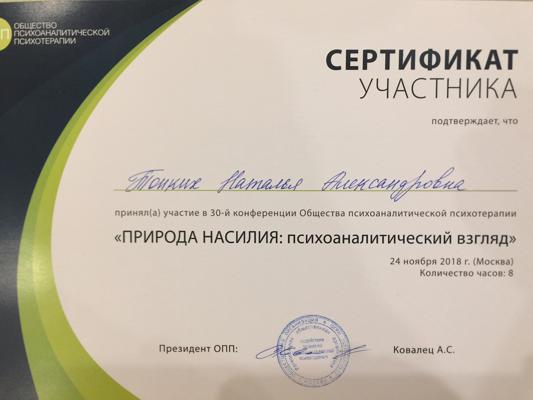 ОБЩЕСТВО
ПСИХОАНАЛИТИЧЕСКОЙ
ПСИХОТЕРАПИИ
СЕРТИФИКАТ
УЧАСТНИКА
подтверждает, что
Тонких Наталья Александровна
принял(а) участие в 30-й конференции Общества психоаналитической психотерапии
«ПРИРОДА НАСИЛИЯ: психоаналитический взгляд»
24 ноября 2018 г. (Москва)
Количество часов: 8
Президент ОПП:
Ковалец А.С.